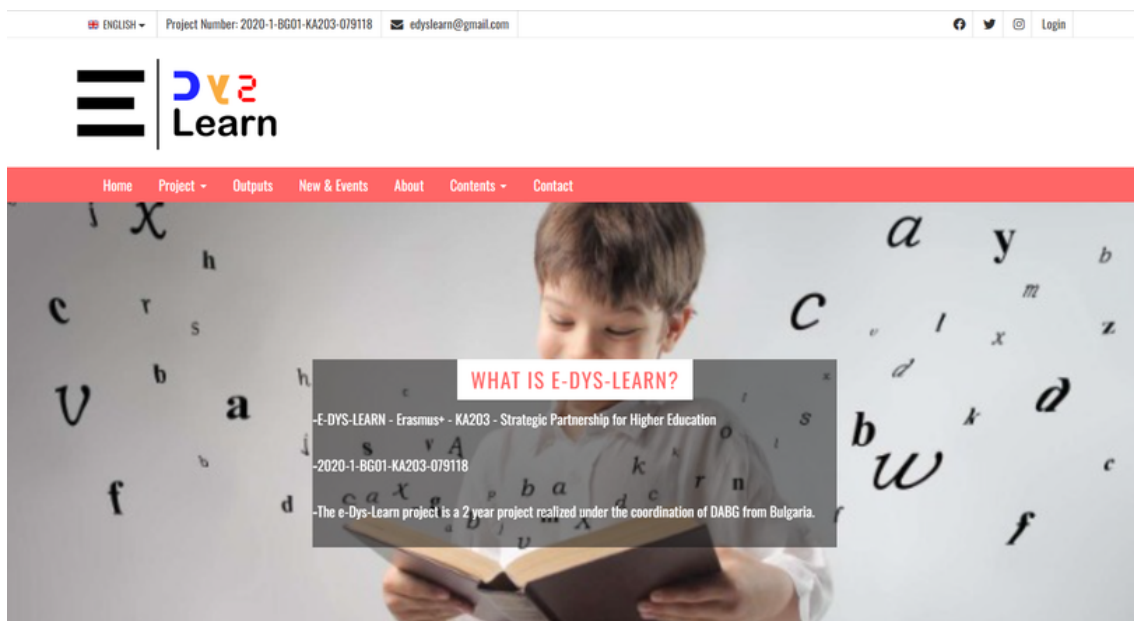 ENGLISH Project Number: 2020-1-BG01-KA203-079118 edyslearn@gmail.com Login
E DYS
Learn
Home Project Outputs New & Events About Contents Contact
WHAT IS E-DYS-LEARN?
-E-DYS-LEARN - Erasmus+ - KA203 - Strategic Partnership for Higher Education
-2020-1-BG01-KA203-079118
-The e-Dys-Learn project is a 2 year project realized under the coordination of DABG from Bulgaria.